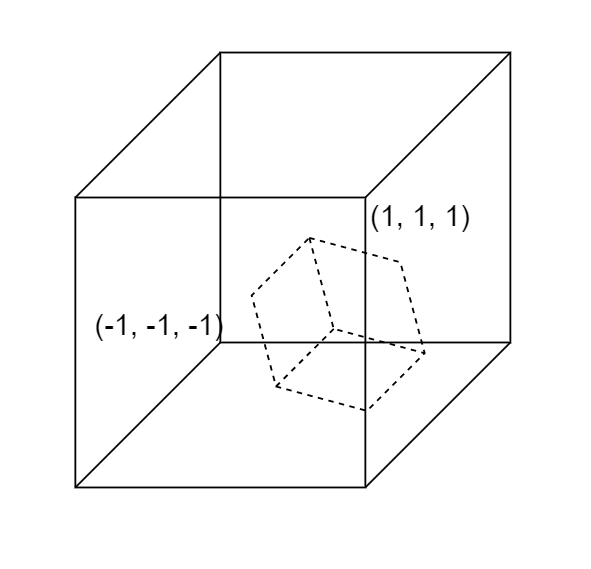 (1, 1, 1)
(-1, -1, -1)